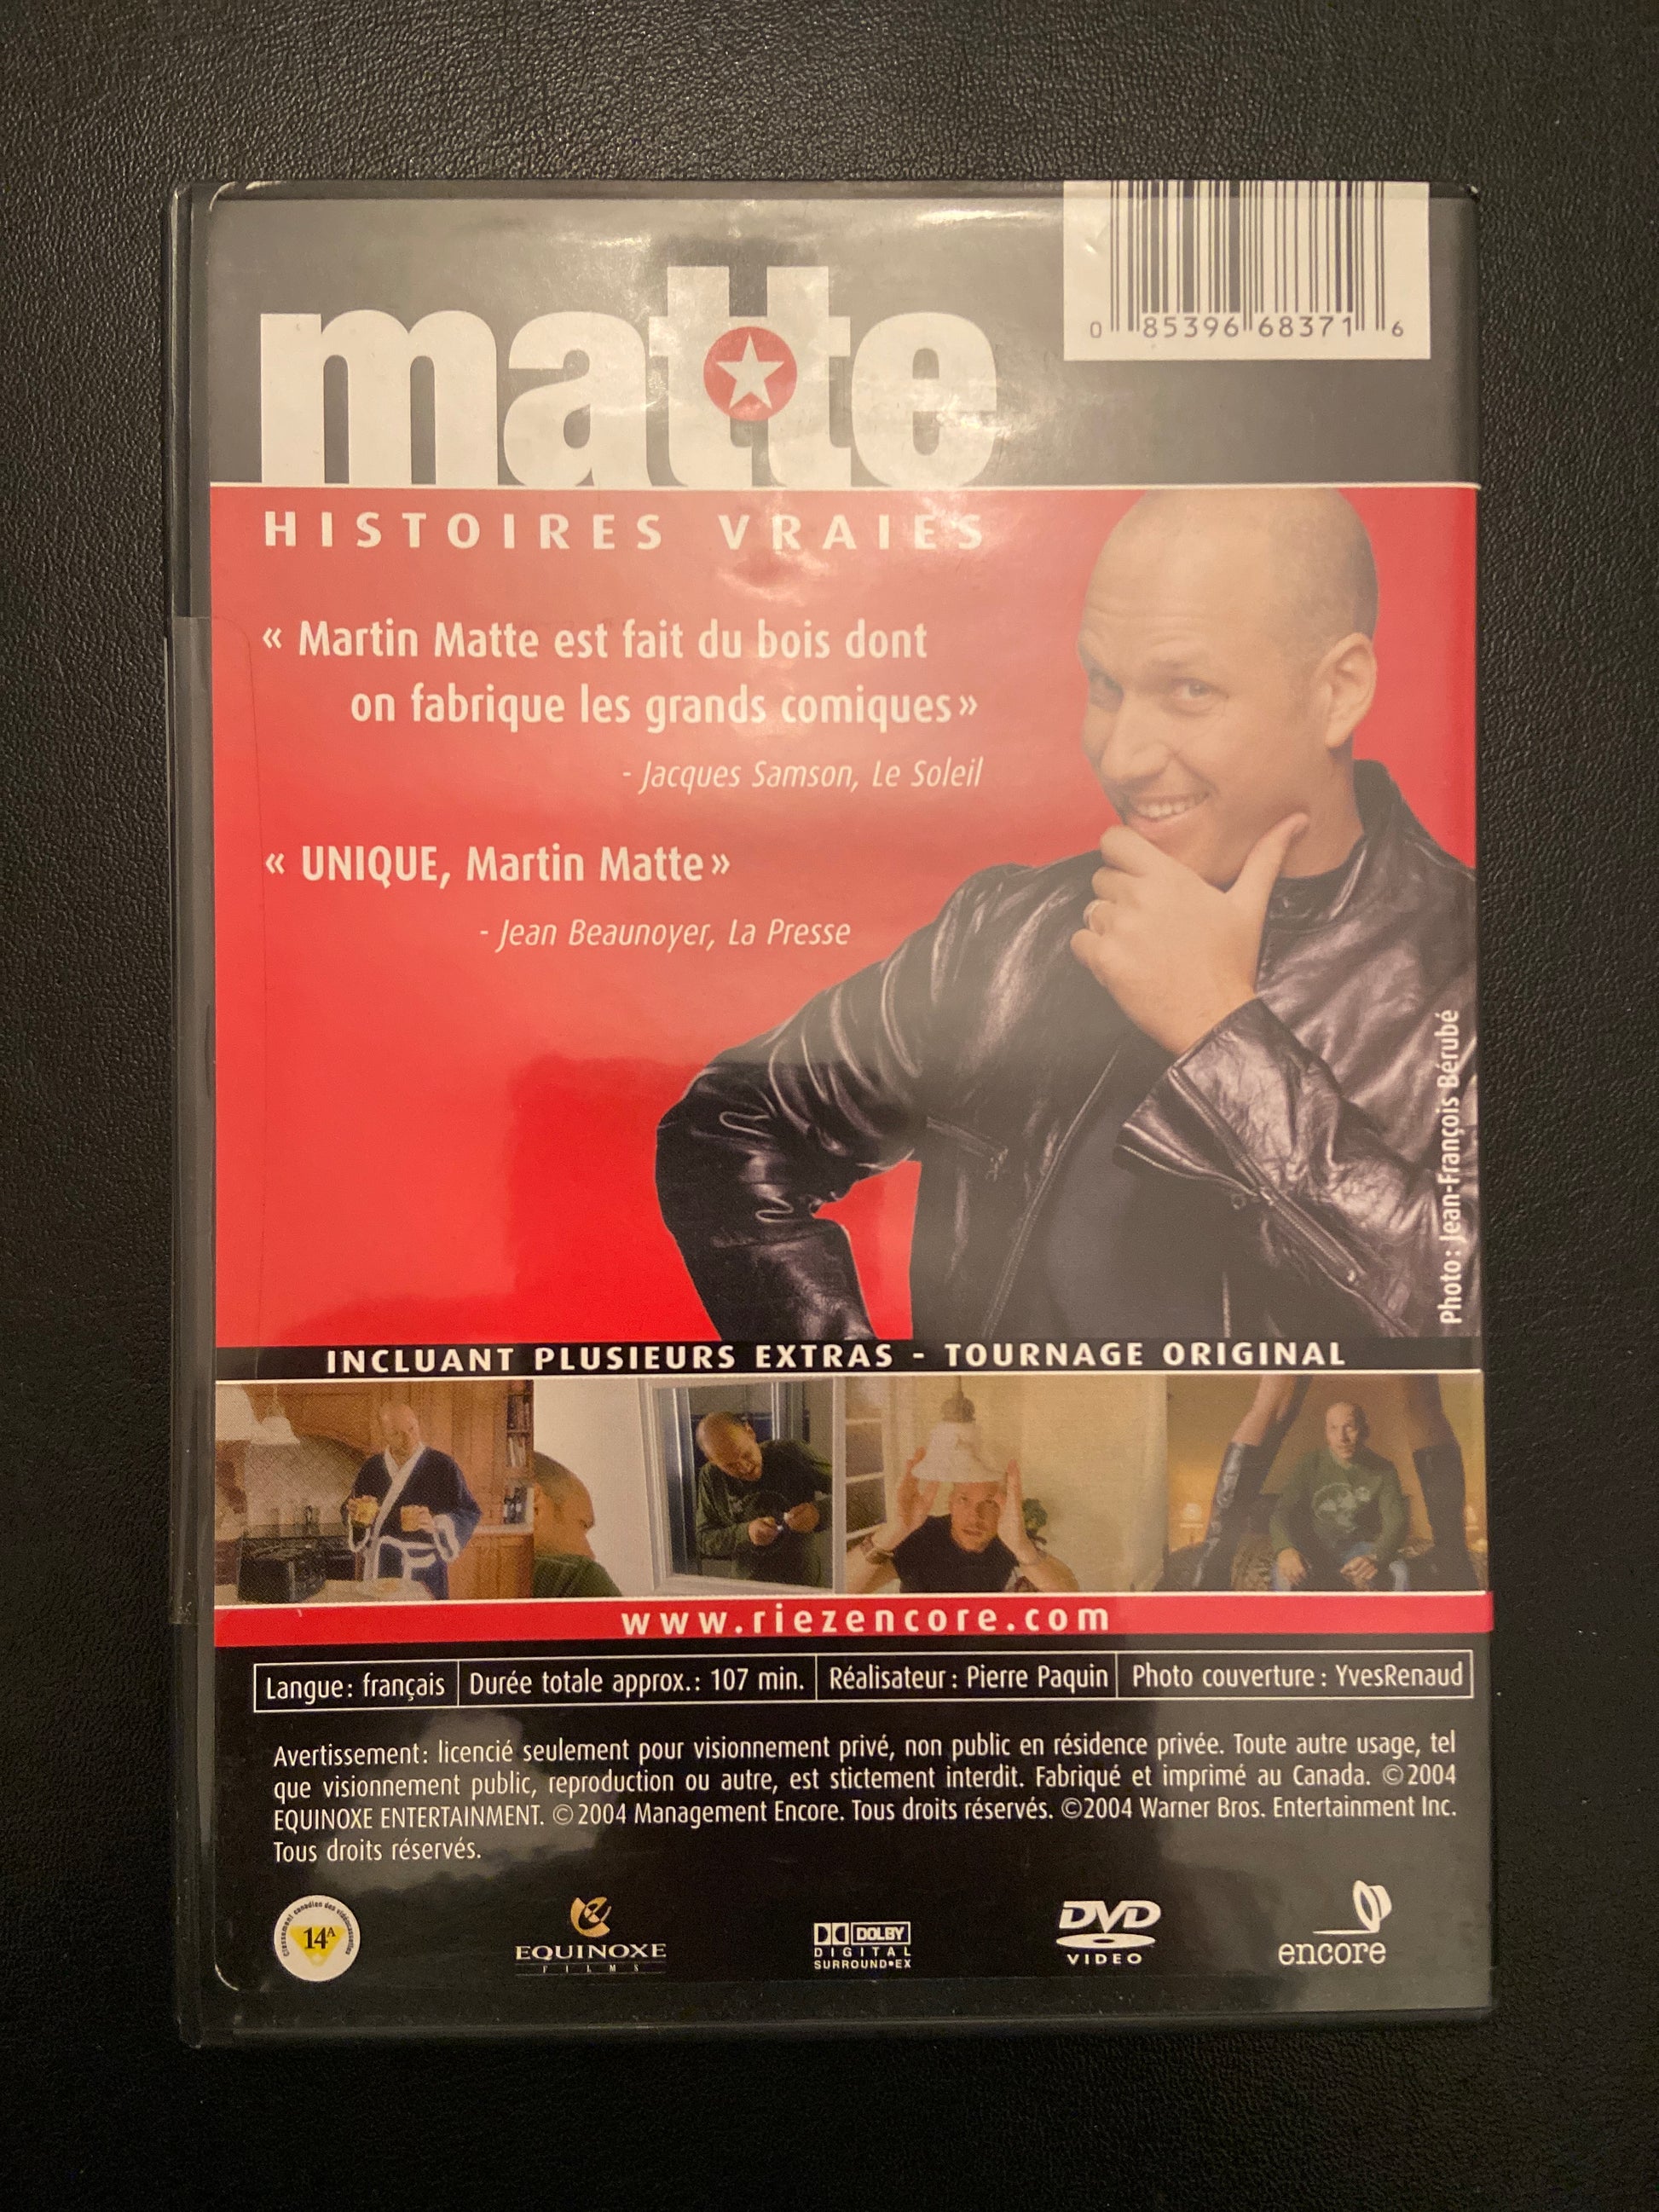 0 85396 68371 6
matte
HISTOIRES VRAIES
« Martin Matte est fait du bois dont
on fabrique les grands comiques »
- Jacques Samson, Le Soleil
« UNIQUE, Martin Matte »
- Jean Beaunoyer, La Presse
Photo : Jean-François Bérubé
INCLUANT PLUSIEURS EXTRAS - TOURNAGE ORIGINAL
www.riezencore.com
Langue : français Durée totale approx.: 107 min. Réalisateur : Pierre Paquin Photo couverture : YvesRenaud
Avertissement : licencié seulement pour visionnement privé, non public en résidence privée. Toute autre usage, tel
que visionnement public, reproduction ou autre, est stictement interdit. Fabriqué et imprimé au Canada. ©2004
EQUINOXE ENTERTAINMENT. ©2004 Management Encore. Tous droits réservés. ©2004 Warner Bros. Entertainment Inc.
Tous droits réservés.
Classement canadien des vidéocassettes
14A
EQUINOXE
FILMS
DOLBY
DIGITAL
SURROUND•EX
DVD
VIDEO
encore